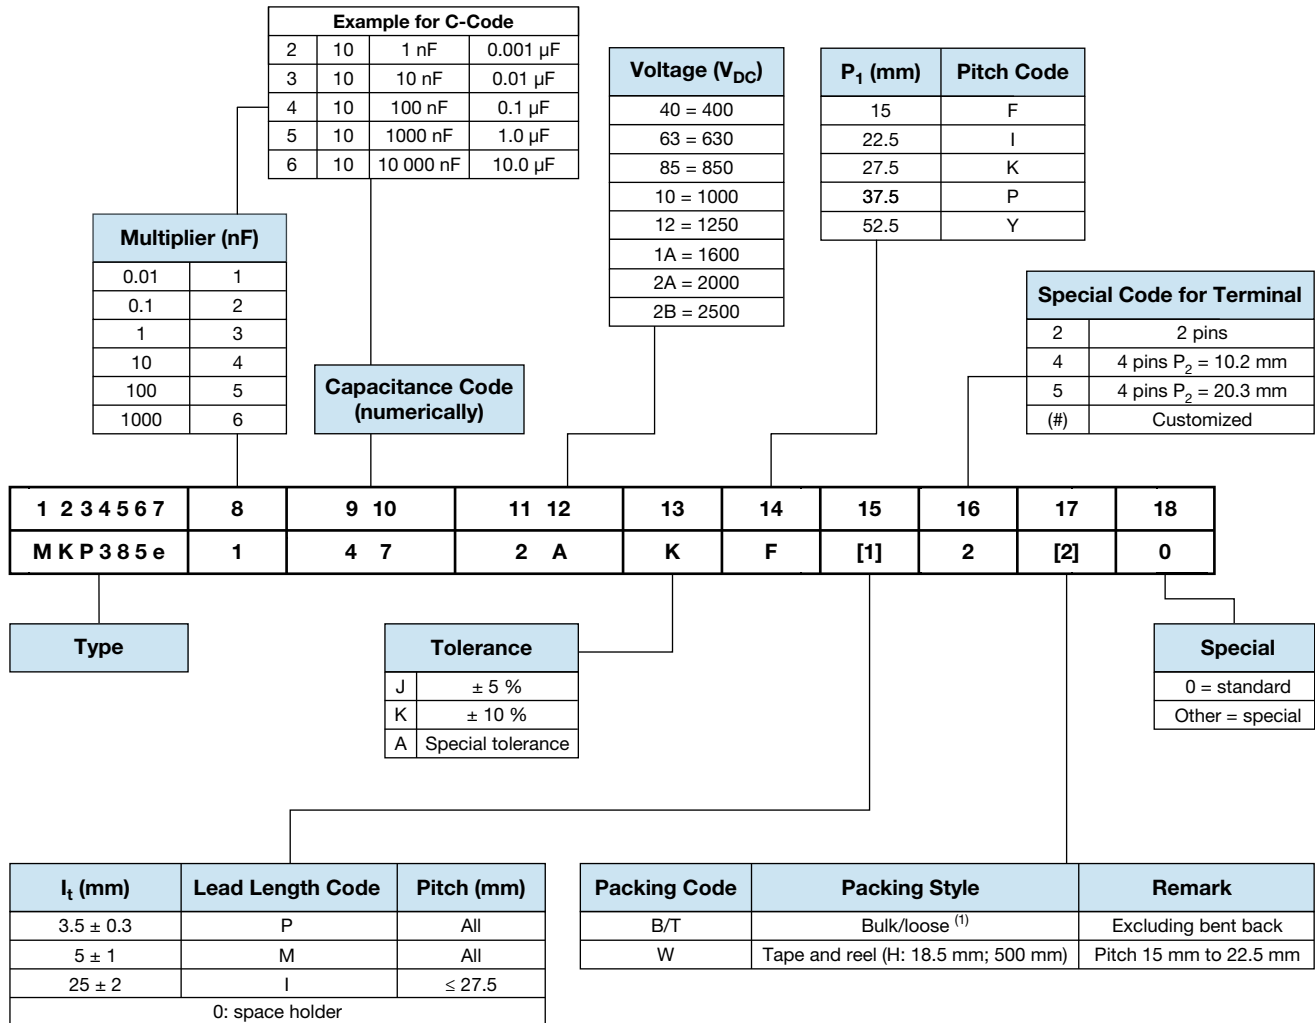 Example for C-Code
2 10 1 nF 0.001 µF
3 10 10 nF 0.01 µF
4 10 100 nF 0.1 µF
5 10 1000 nF 1.0 µF
6 10 10 000 nF 10.0 µF
Voltage (V_DC)
40 = 400
63 = 630
85 = 850
10 = 1000
12 = 1250
1A = 1600
2A = 2000
2B = 2500
P₁ (mm) Pitch Code
15 F
22.5 I
27.5 K
37.5 P
52.5 Y
Multiplier (nF)
0.01 1
0.1 2
1 3
10 4
100 5
1000 6
Capacitance Code
(numerically)
Special Code for Terminal
2 2 pins
4 4 pins P₂ = 10.2 mm
5 4 pins P₂ = 20.3 mm
(#) Customized
1 2 3 4 5 6 7 8 9 10 11 12 13 14 15 16 17 18
M K P 3 8 5 e 1 4 7 2 A K F [1] 2 [2] 0
Type
Tolerance
J ± 5 %
K ± 10 %
A Special tolerance
Special
0 = standard
Other = special
I_t (mm) Lead Length Code Pitch (mm)
3.5 ± 0.3 P All
5 ± 1 M All
25 ± 2 I ≤ 27.5
0: space holder
Packing Code Packing Style Remark
B/T Bulk/loose ⁽¹⁾ Excluding bent back
W Tape and reel (H: 18.5 mm; 500 mm) Pitch 15 mm to 22.5 mm